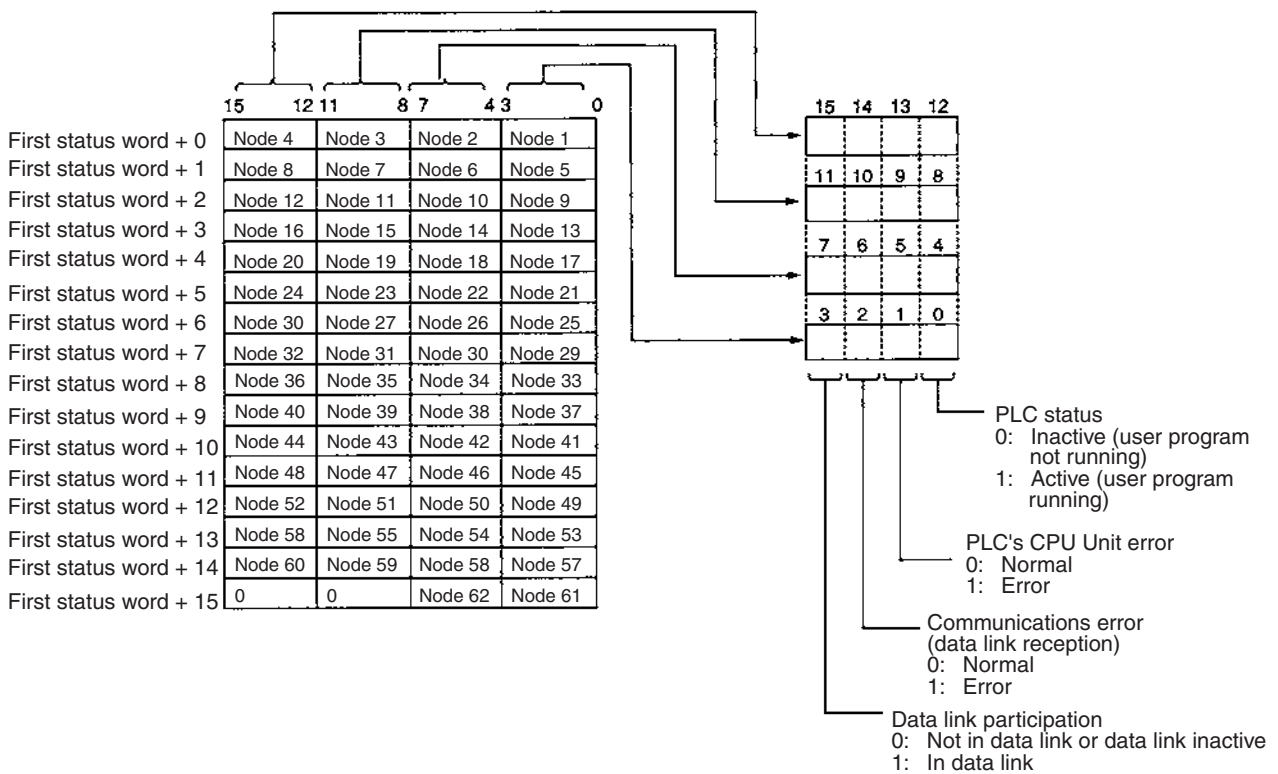 15 12 11 8 7 4 3 0
First status word + 0 Node 4 Node 3 Node 2 Node 1
First status word + 1 Node 8 Node 7 Node 6 Node 5
First status word + 2 Node 12 Node 11 Node 10 Node 9
First status word + 3 Node 16 Node 15 Node 14 Node 13
First status word + 4 Node 20 Node 19 Node 18 Node 17
First status word + 5 Node 24 Node 23 Node 22 Node 21
First status word + 6 Node 30 Node 27 Node 26 Node 25
First status word + 7 Node 32 Node 31 Node 30 Node 29
First status word + 8 Node 36 Node 35 Node 34 Node 33
First status word + 9 Node 40 Node 39 Node 38 Node 37
First status word + 10 Node 44 Node 43 Node 42 Node 41
First status word + 11 Node 48 Node 47 Node 46 Node 45
First status word + 12 Node 52 Node 51 Node 50 Node 49
First status word + 13 Node 58 Node 55 Node 54 Node 53
First status word + 14 Node 60 Node 59 Node 58 Node 57
First status word + 15 0 0 Node 62 Node 61
15 14 13 12
11 10 9 8
7 6 5 4
3 2 1 0
PLC status
0: Inactive (user program
not running)
1: Active (user program
running)
PLC's CPU Unit error
0: Normal
1: Error
Communications error
(data link reception)
0: Normal
1: Error
Data link participation
0: Not in data link or data link inactive
1: In data link